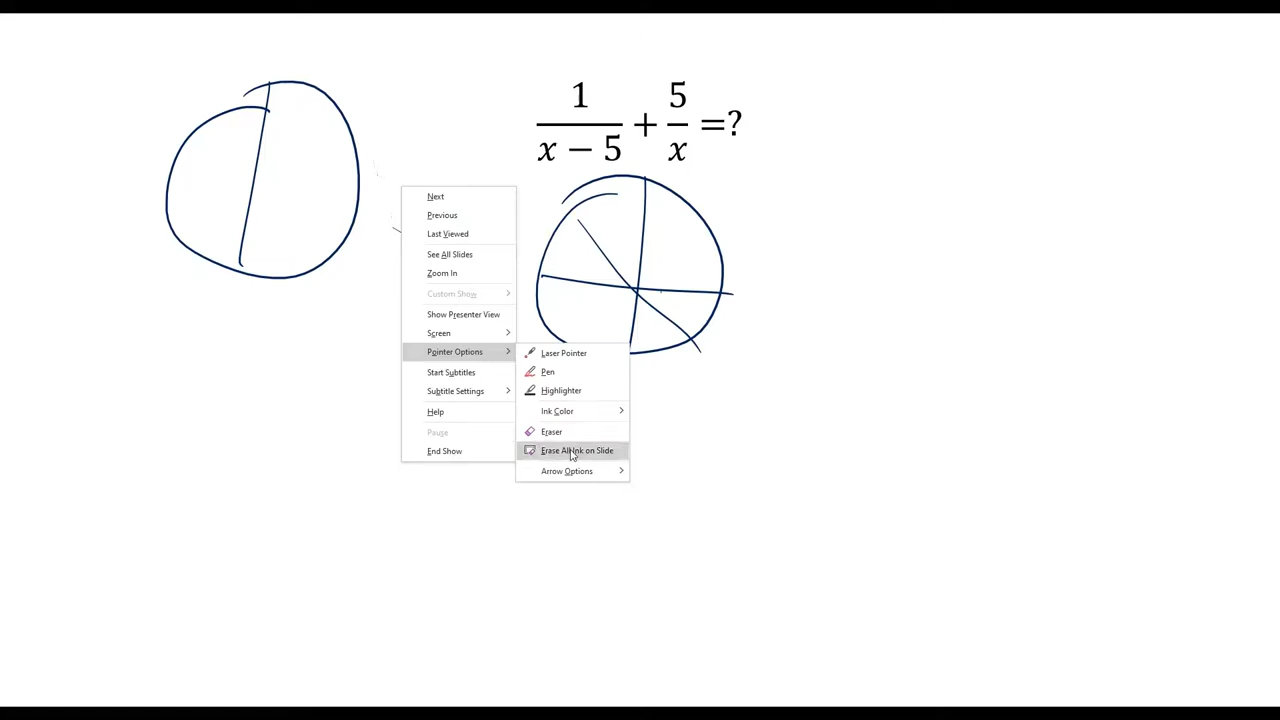 1/(x − 5) + 5/x =?
Next
Previous
Last Viewed
See All Slides
Zoom In
Custom Show
Show Presenter View
Screen
Pointer Options
Start Subtitles
Subtitle Settings
Help
Pause
End Show
Laser Pointer
Pen
Highlighter
Ink Color
Eraser
Erase All Ink on Slide
Arrow Options